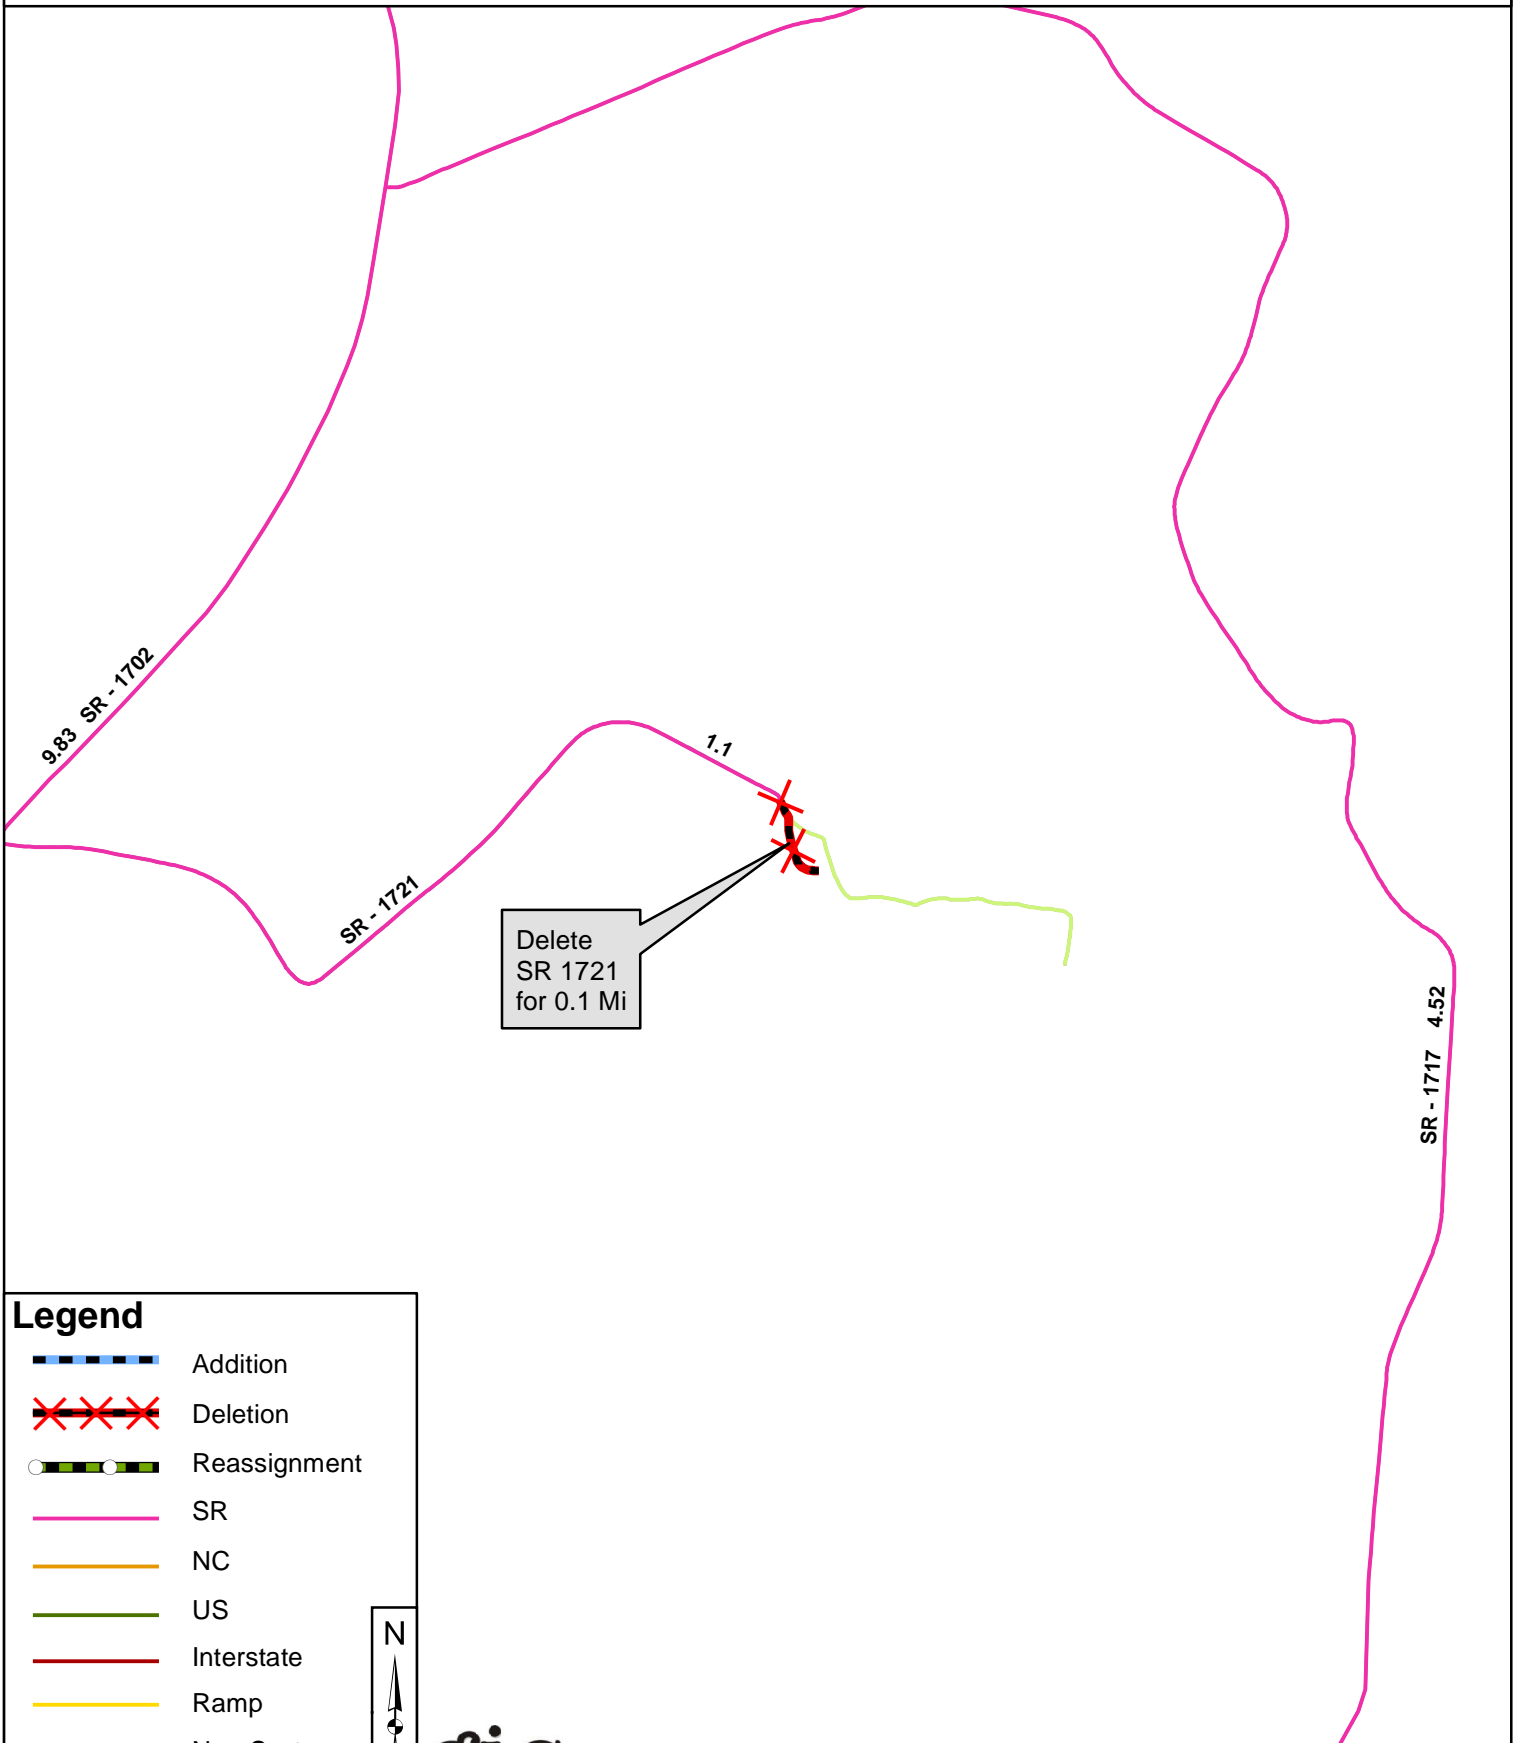 9.83 SR - 1702
1.1
SR - 1721
Delete
SR 1721
for 0.1 Mi
SR - 1717 4.52
Legend
Addition
Deletion
Reassignment
SR
NC
US
Interstate
Ramp
N